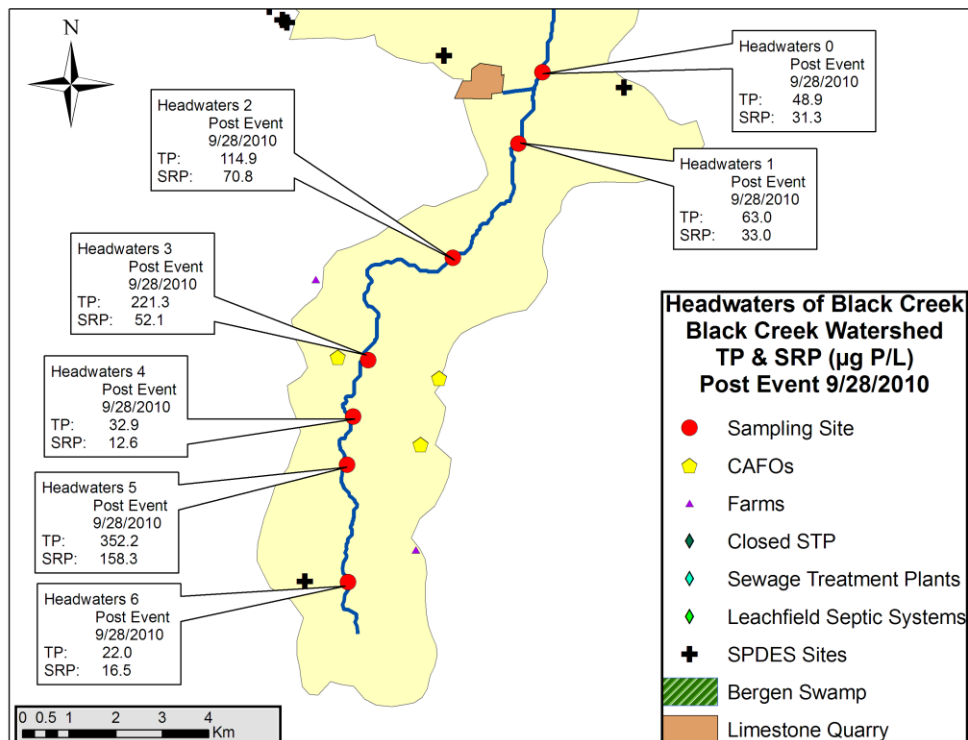 N
Headwaters 0
Post Event
9/28/2010
TP: 48.9
SRP: 31.3
Headwaters 2
Post Event
9/28/2010
TP: 114.9
SRP: 70.8
Headwaters 1
Post Event
9/28/2010
TP: 63.0
SRP: 33.0
Headwaters 3
Post Event
9/28/2010
TP: 221.3
SRP: 52.1
Headwaters 4
Post Event
9/28/2010
TP: 32.9
SRP: 12.6
Headwaters 5
Post Event
9/28/2010
TP: 352.2
SRP: 158.3
Headwaters 6
Post Event
9/28/2010
TP: 22.0
SRP: 16.5
0 0.5 1 2 3 4
Km
Headwaters of Black Creek
Black Creek Watershed
TP & SRP (µg P/L)
Post Event 9/28/2010
Sampling Site
CAFOs
Farms
Closed STP
Sewage Treatment Plants
Leachfield Septic Systems
SPDES Sites
Bergen Swamp
Limestone Quarry